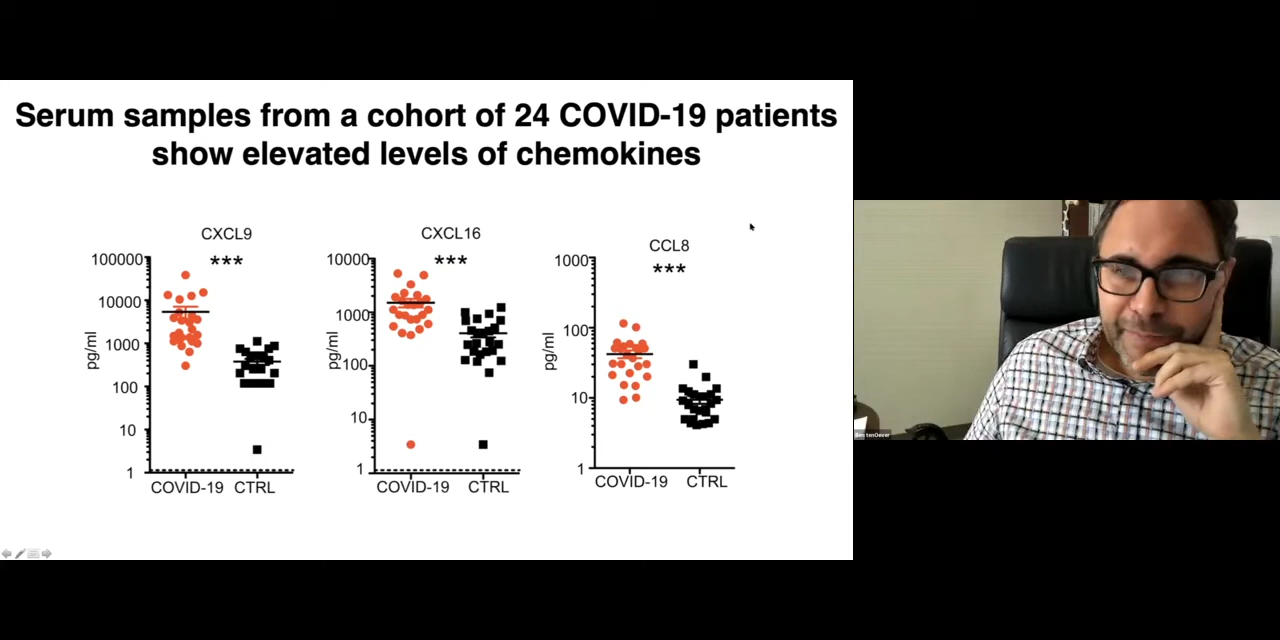 Serum samples from a cohort of 24 COVID-19 patients
show elevated levels of chemokines
CXCL9
***
100000
10000
1000
100
10
1
pg/ml
COVID-19 CTRL
CXCL16
***
10000
1000
100
10
1
pg/ml
COVID-19 CTRL
CCL8
***
1000
100
10
1
pg/ml
COVID-19 CTRL
Ben tenOever